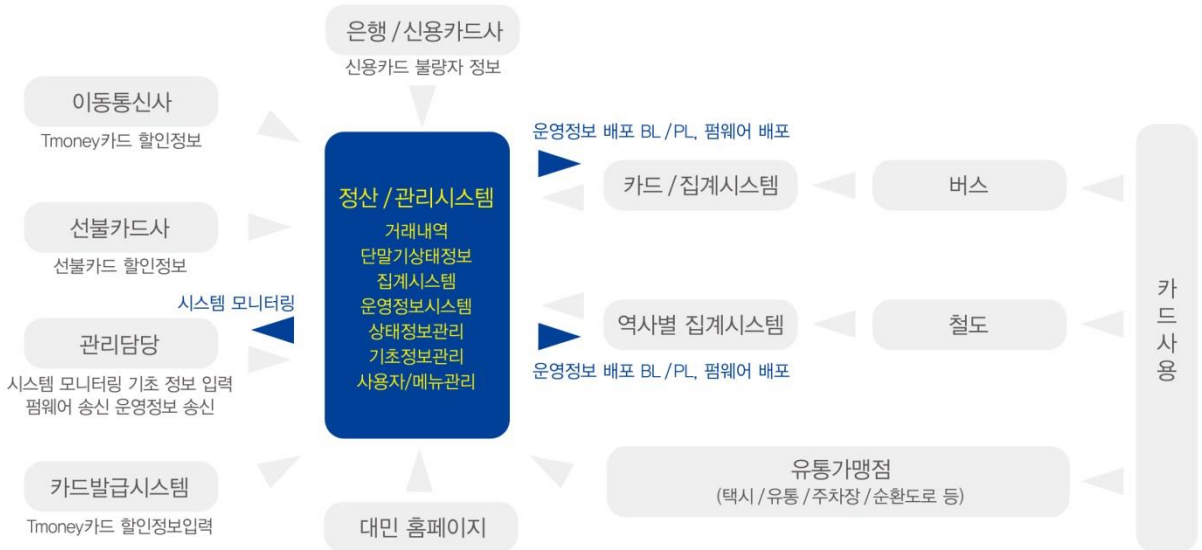 은행 / 신용카드사
신용카드 불량자 정보
이동통신사
Tmoney카드 할인정보
선불카드사
선불카드 할인정보
시스템 모니터링
관리담당
시스템 모니터링 기초 정보 입력
펌웨어 송신 운영정보 송신
카드발급시스템
Tmoney카드 할인정보입력
정산 / 관리시스템
거래내역
단말기상태정보
집계시스템
운영정보시스템
상태정보관리
기초정보관리
사용자/메뉴관리
대민 홈페이지
운영정보 배포 BL / PL, 펌웨어 배포
카드 / 집계시스템
버스
역사별 집계시스템
철도
운영정보 배포 BL / PL, 펌웨어 배포
유통가맹점
(택시 / 유통 / 주차장 / 순환도로 등)
카드사용